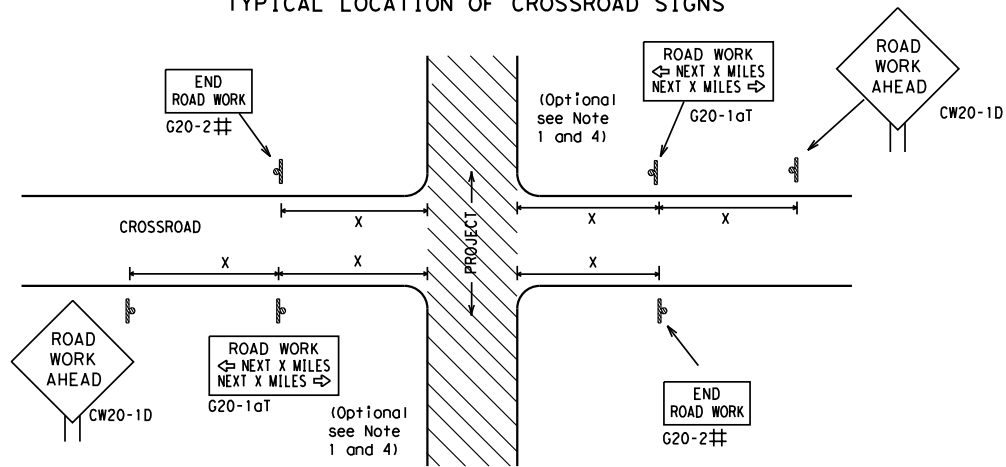 TYPICAL LOCATION OF CROSSROAD SIGNS
END
ROAD WORK
G20-2#
ROAD WORK
⇦ NEXT X MILES
NEXT X MILES ⇨
G20-1aT
(Optional
see Note
1 and 4)
ROAD
WORK
AHEAD
CW20-1D
X
X
X
CROSSROAD
PROJECT
X
X
X
ROAD
WORK
AHEAD
CW20-1D
ROAD WORK
⇦ NEXT X MILES
NEXT X MILES ⇨
G20-1aT
(Optional
see Note
1 and 4)
END
ROAD WORK
G20-2#